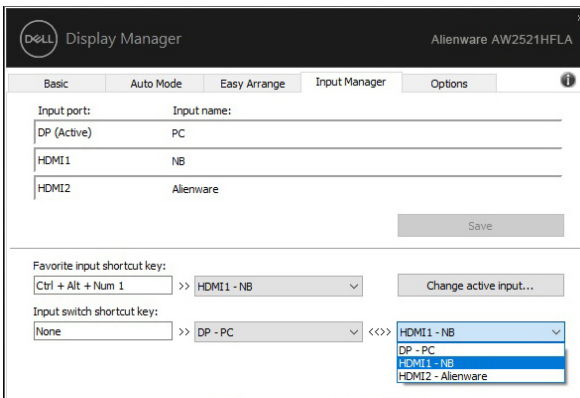 DELL Display Manager Alienware AW2521HFLA
Basic Auto Mode Easy Arrange Input Manager Options
Input port: Input name:
DP (Active) PC
HDMI1 NB
HDMI2 Alienware
Save
Favorite input shortcut key:
Ctrl + Alt + Num 1 >> HDMI1 - NB Change active input...
Input switch shortcut key:
None >> DP - PC <<>> HDMI1 - NB
DP - PC
HDMI1 - NB
HDMI2 - Alienware